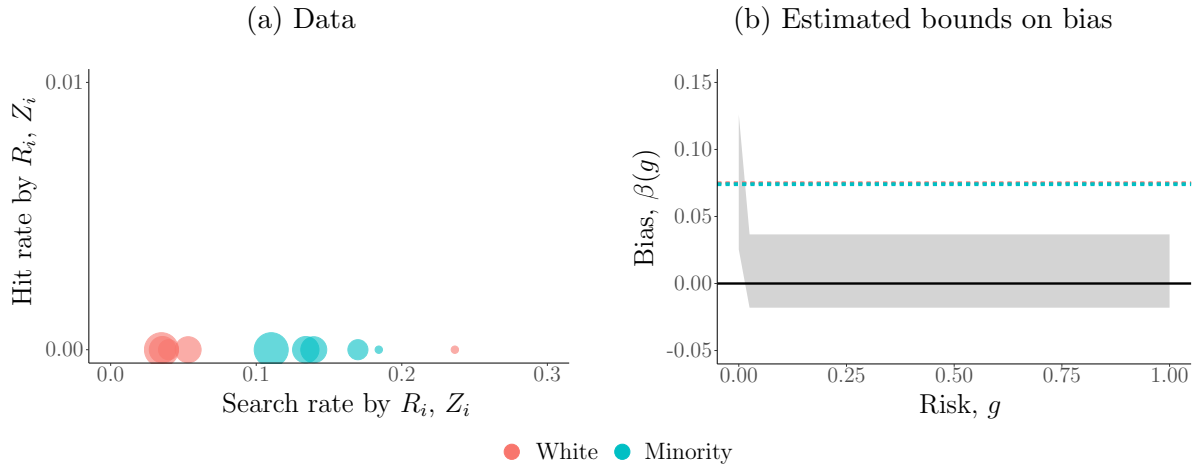 (a) Data
Hit rate by R_i, Z_i
0.01
0.00
0.0 0.1 0.2 0.3
Search rate by R_i, Z_i
(b) Estimated bounds on bias
Bias, β(g)
0.15
0.10
0.05
0.00
-0.05
0.00 0.25 0.50 0.75 1.00
Risk, g
White Minority